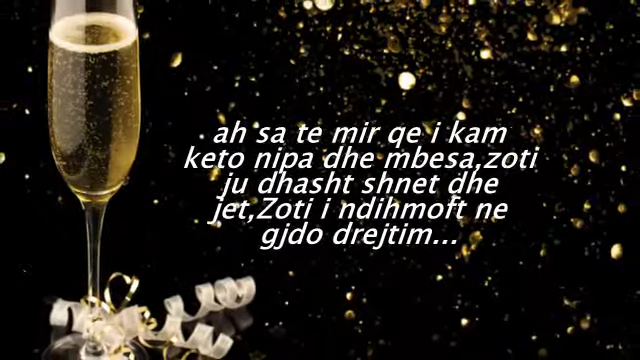 ah sa te mir qe i kam
keto nipa dhe mbesa,zoti
ju dhasht shnet dhe
jet,Zoti i ndihmoft ne
gjdo drejtim...